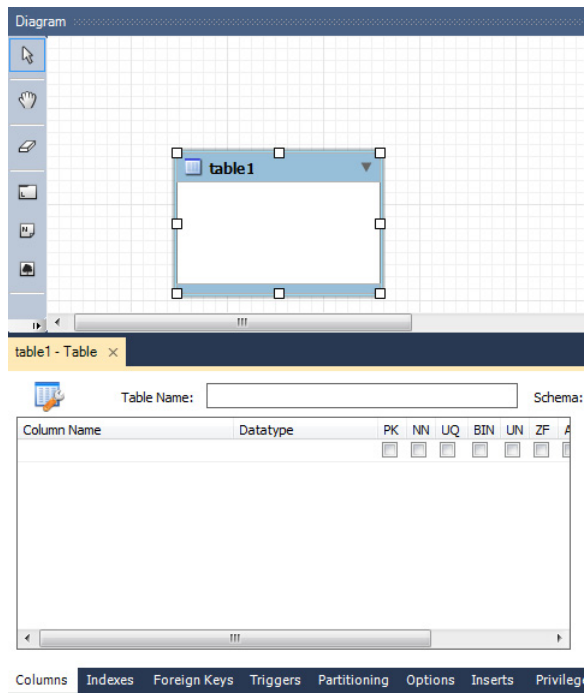 Diagram
table1
table1 - Table
Table Name: Schema:
Column Name Datatype PK NN UQ BIN UN ZF
Columns Indexes Foreign Keys Triggers Partitioning Options Inserts Privileg